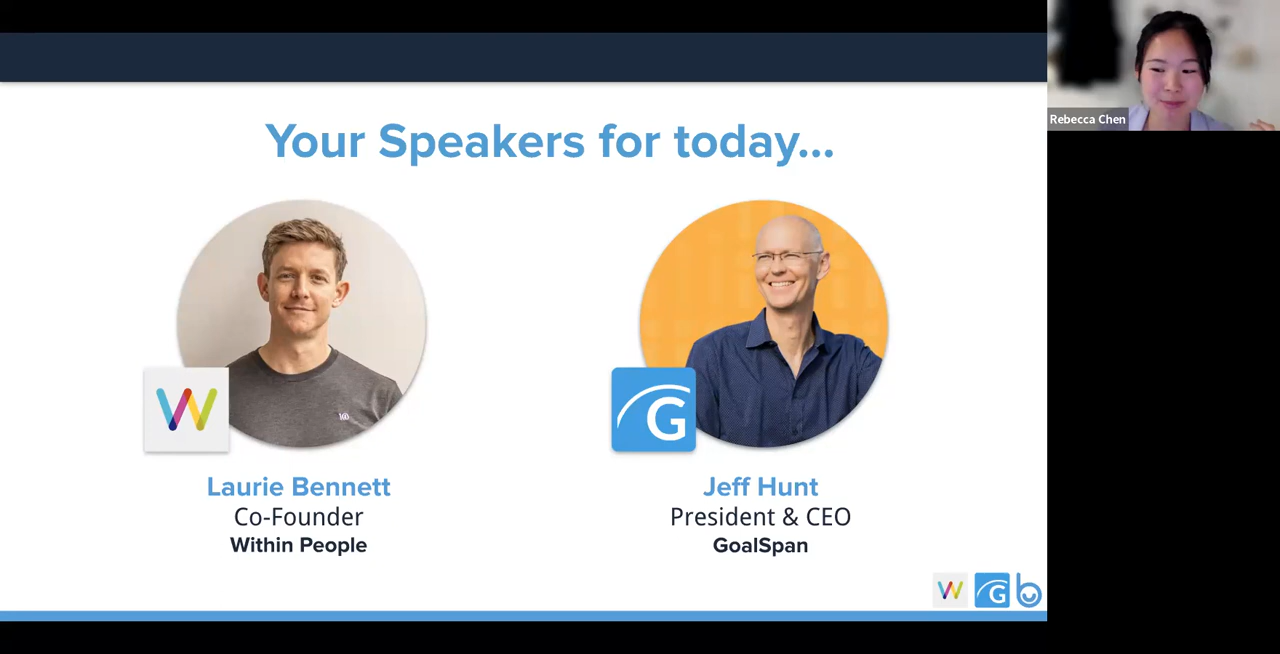 Your Speakers for today...
Rebecca Chen
W
G
Laurie Bennett
Co-Founder
Within People
Jeff Hunt
President & CEO
GoalSpan
W
G
b